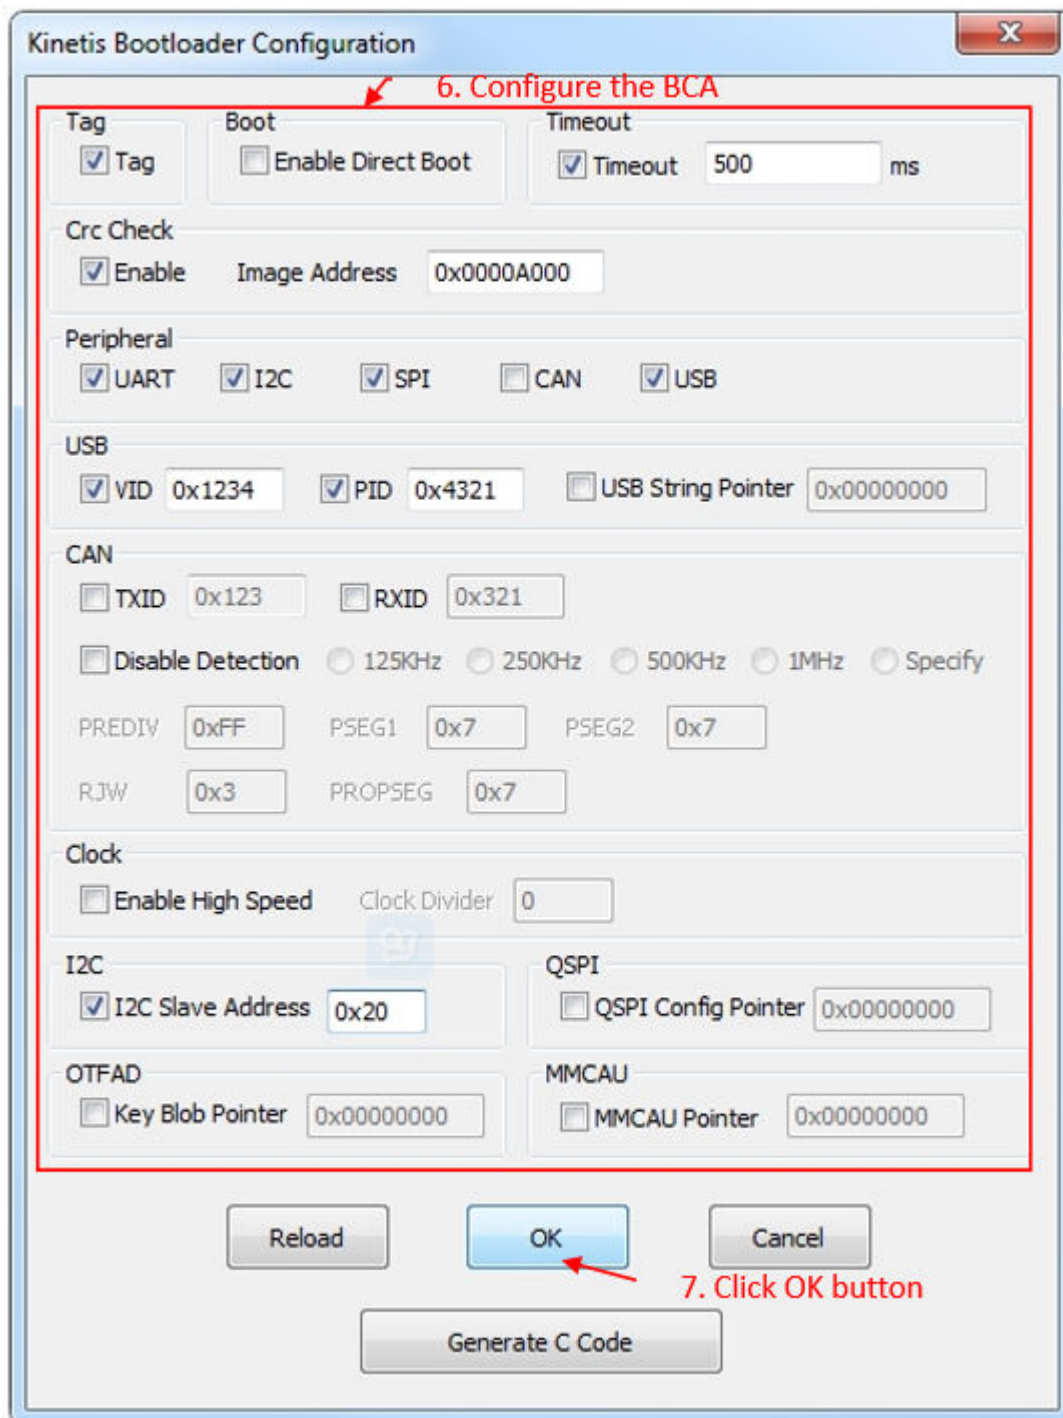 Kinetis Bootloader Configuration
6. Configure the BCA
Tag Boot Timeout
Tag Enable Direct Boot Timeout 500 ms
Crc Check
Enable Image Address 0x0000A000
Peripheral
UART I2C SPI CAN USB
USB
VID 0x1234 PID 0x4321 USB String Pointer 0x00000000
CAN
TXID 0x123 RXID 0x321
Disable Detection 125KHz 250KHz 500KHz 1MHz Specify
PREDIV 0xFF PSEG1 0x7 PSEG2 0x7
RJW 0x3 PROPSEG 0x7
Clock
Enable High Speed Clock Divider 0
I2C QSPI
I2C Slave Address 0x20 QSPI Config Pointer 0x00000000
OTFAD MMCAU
Key Blob Pointer 0x00000000 MMCAU Pointer 0x00000000
Reload OK Cancel
7. Click OK button
Generate C Code